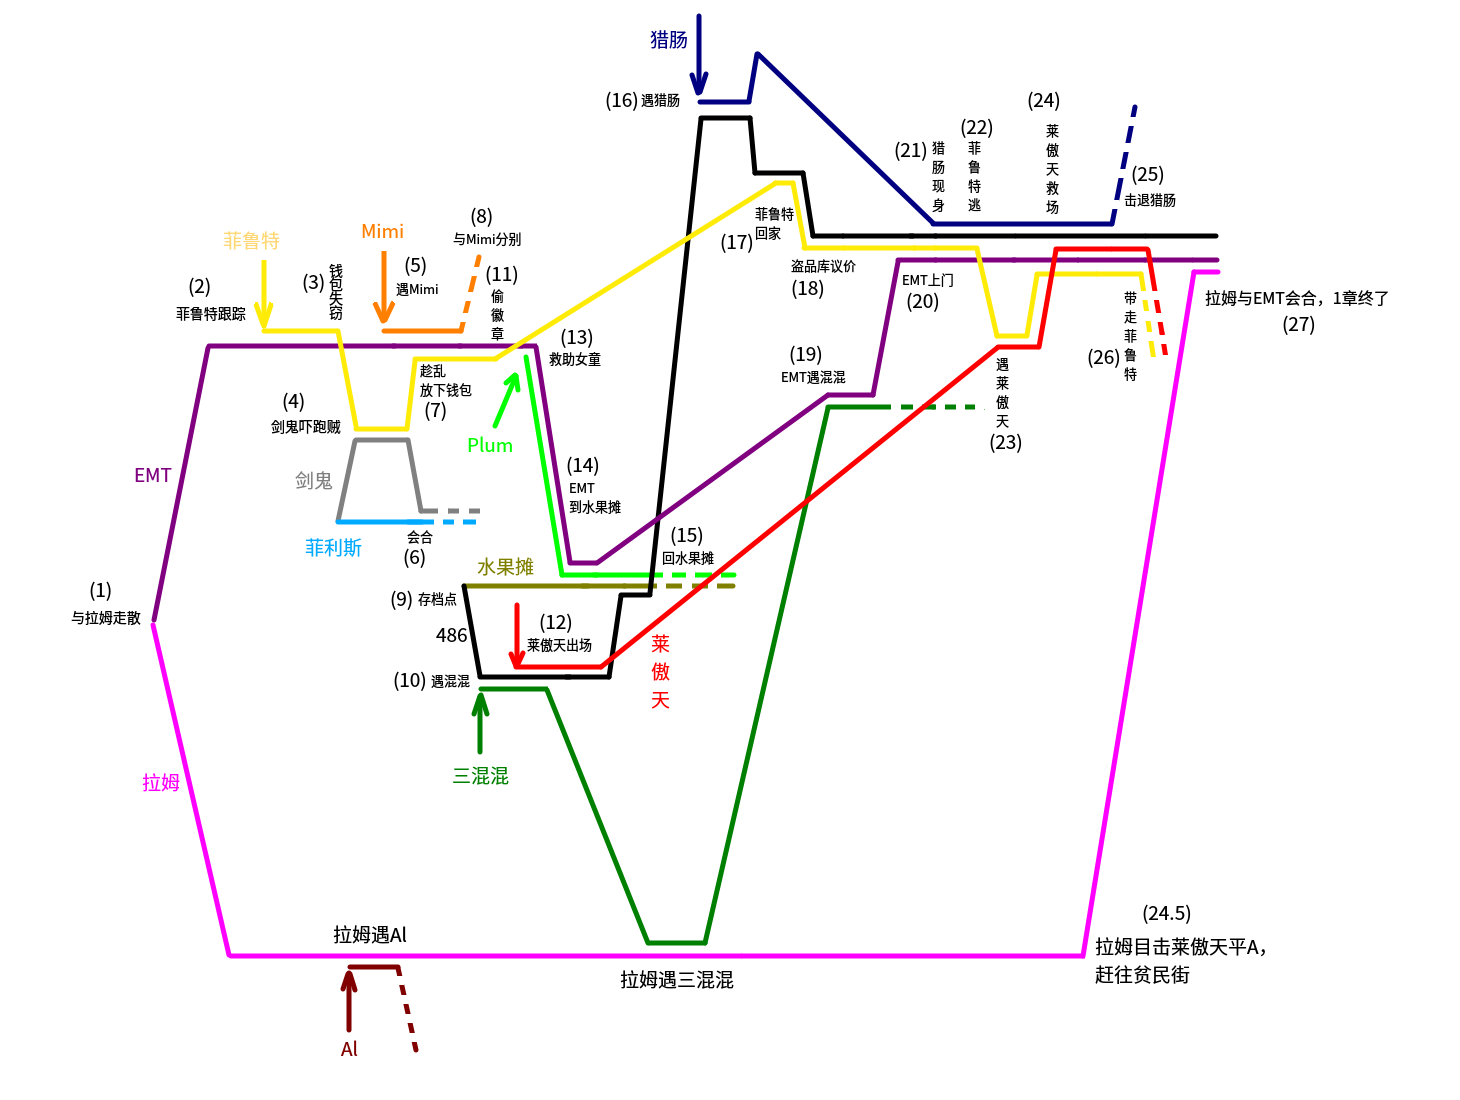 猎肠
(16) 遇猎肠
(24)
莱傲天救场
(22)
菲鲁特逃
(21) 猎肠现身
(25)
击退猎肠
菲鲁特
Mimi
(8)
与Mimi分别
(2)
菲鲁特跟踪
(3) 钱包失窃
(5)
遇Mimi
(11)
偷徽章
菲鲁特
回家
(17)
盗品库议价
(18)
EMT上门
(20)
带走菲鲁特
(26)
拉姆与EMT会合，1章终了
(27)
(13)
救助女童
趁乱
放下钱包
(7)
(4)
剑鬼吓跑贼
(19)
EMT遇混混
遇莱傲天
(23)
Plum
EMT
剑鬼
(14)
EMT
到水果摊
菲利斯
会合
(6)
(15)
回水果摊
水果摊
(1)
与拉姆走散
(9) 存档点
486
(12)
莱傲天出场
莱傲天
(10) 遇混混
三混混
拉姆
(24.5)
拉姆目击莱傲天平A，
赶往贫民街
拉姆遇Al
拉姆遇三混混
Al